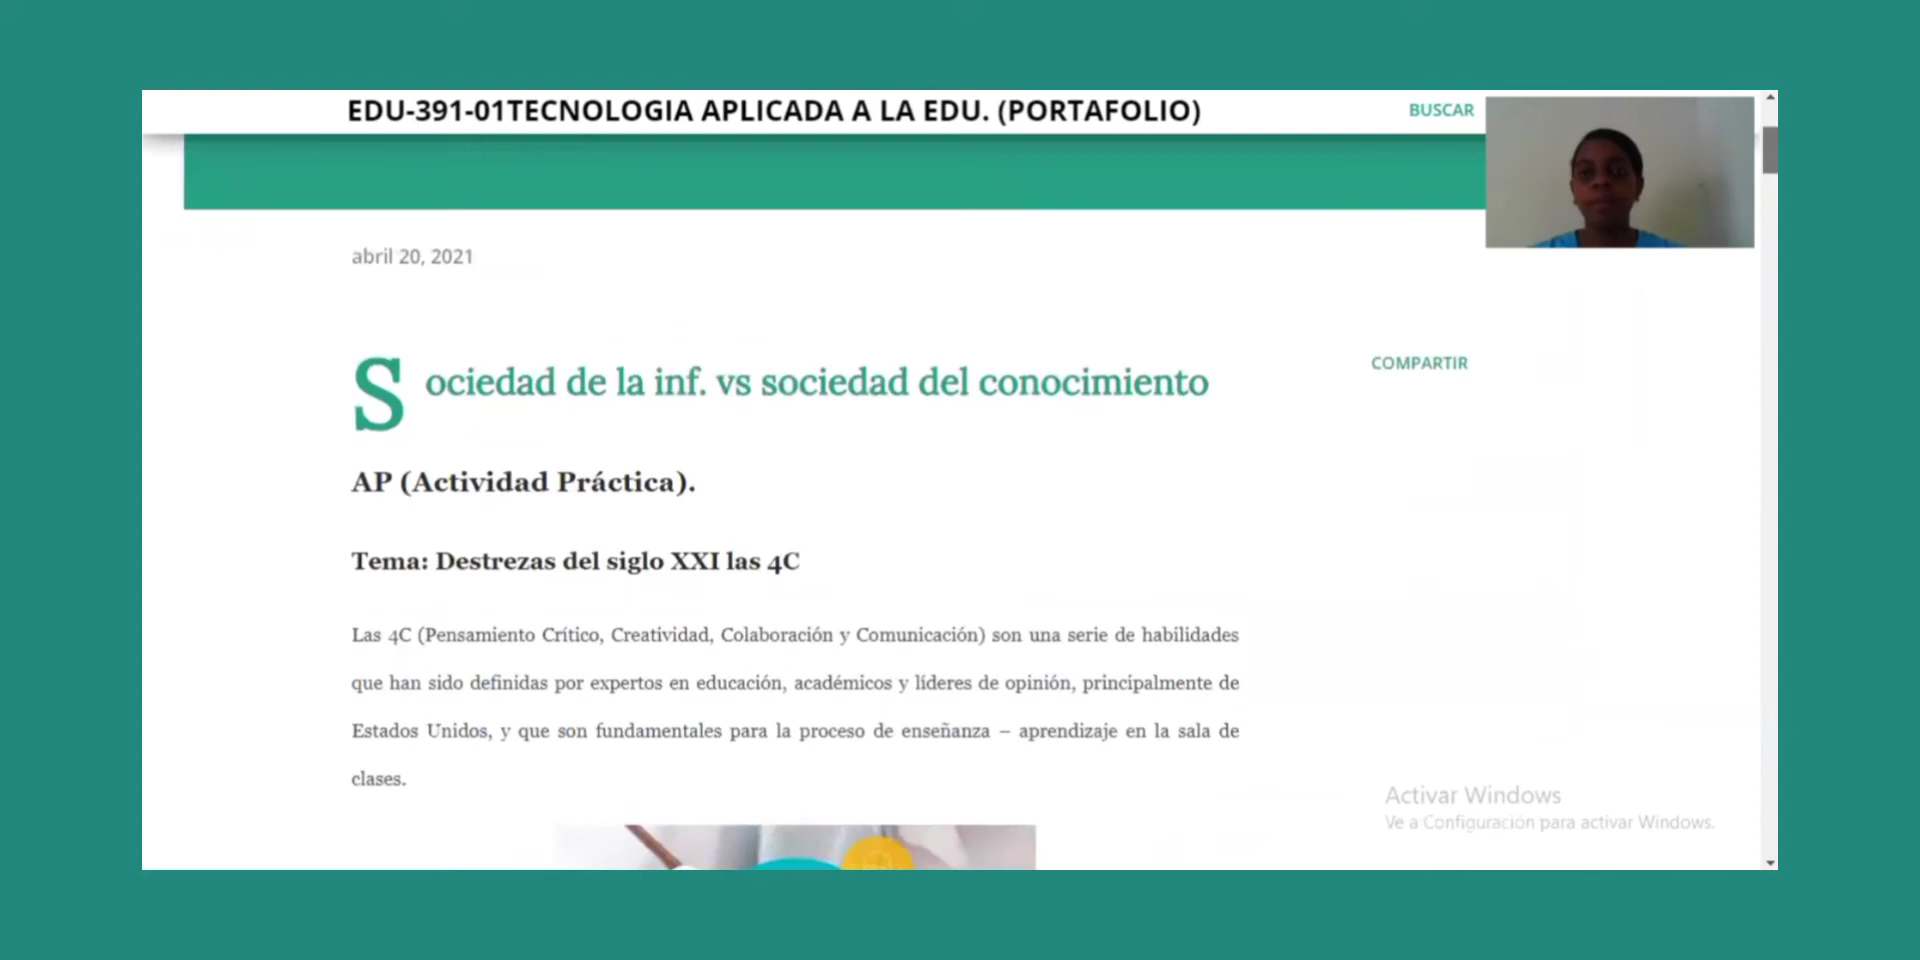 EDU-391-01TECNOLOGIA APLICADA A LA EDU. (PORTAFOLIO)
BUSCAR
abril 20, 2021
Sociedad de la inf. vs sociedad del conocimiento
COMPARTIR
AP (Actividad Práctica).
Tema: Destrezas del siglo XXI las 4C
Las 4C (Pensamiento Crítico, Creatividad, Colaboración y Comunicación) son una serie de habilidades
que han sido definidas por expertos en educación, académicos y líderes de opinión, principalmente de
Estados Unidos, y que son fundamentales para la proceso de enseñanza – aprendizaje en la sala de
clases.
Activar Windows
Ve a Configuración para activar Windows.